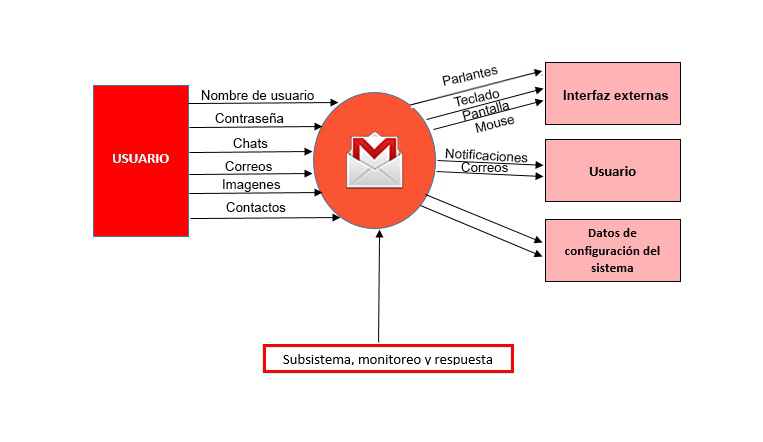 USUARIO
Nombre de usuario
Contraseña
Chats
Correos
Imagenes
Contactos
Parlantes
Teclado
Pantalla
Mouse
Notificaciones
Correos
Interfaz externas
Usuario
Datos de
configuración del
sistema
Subsistema, monitoreo y respuesta